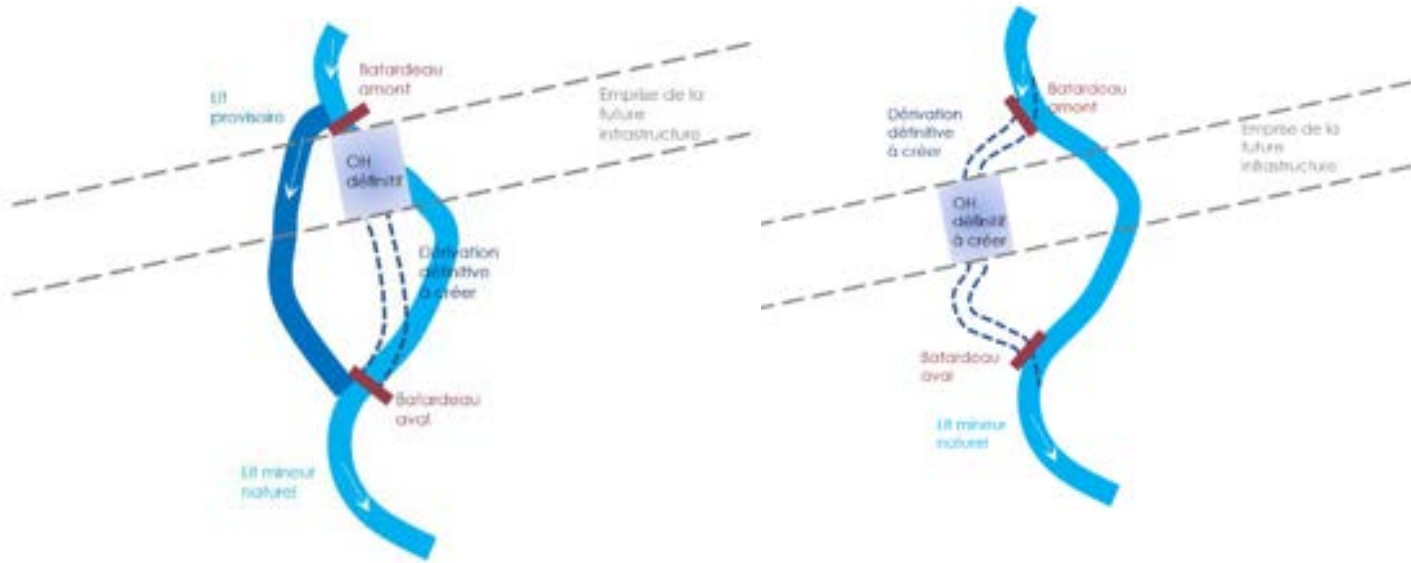 Batardeau
amont
Lit
provisoire
Emprise de la
future
infrastructure
OH
définitif
Dérivation
définitive
à créer
Batardeau
aval
Lit mineur
naturel
Batardeau
amont
Dérivation
définitive
à créer
Emprise de la
future
infrastructure
OH
définitif
à créer
Batardeau
aval
Lit mineur
naturel